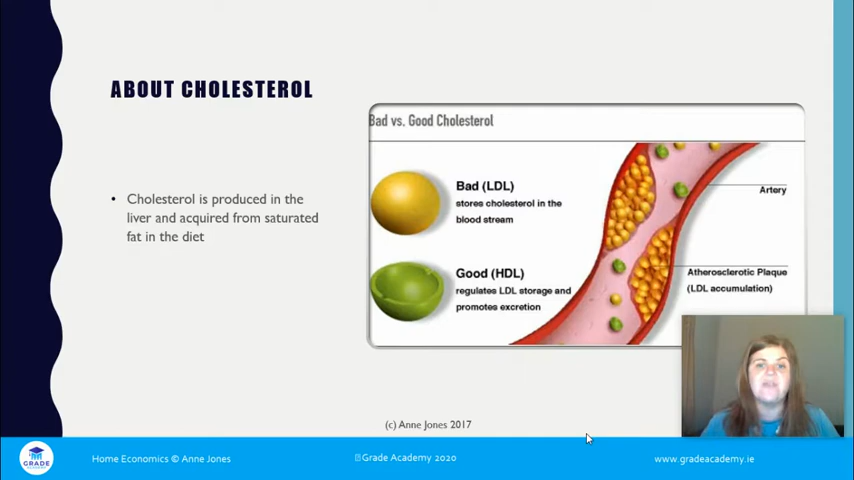 ABOUT CHOLESTEROL
• Cholesterol is produced in the
liver and acquired from saturated
fat in the diet
Bad vs. Good Cholesterol
Bad (LDL)
stores cholesterol in the
blood stream
Good (HDL)
regulates LDL storage and
promotes excretion
Artery
Atherosclerotic Plaque
(LDL accumulation)
(c) Anne Jones 2017
GRADE
ACADEMY
Home Economics © Anne Jones
Grade Academy 2020
www.gradeacademy.ie